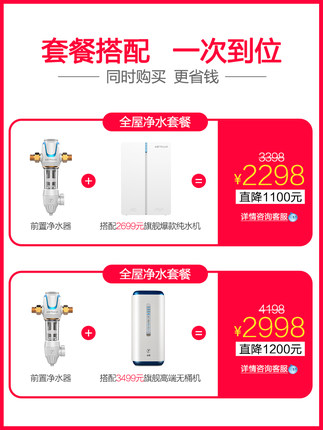 套餐搭配 一次到位
同时购买 更省钱
全屋净水套餐
前置净水器
+
搭配2699元旗舰爆款纯水机
=
3398
¥2298
直降1100元
详情咨询客服
全屋净水套餐
前置净水器
+
搭配3499元旗舰高端无桶机
=
4198
¥2998
直降1200元
详情咨询客服